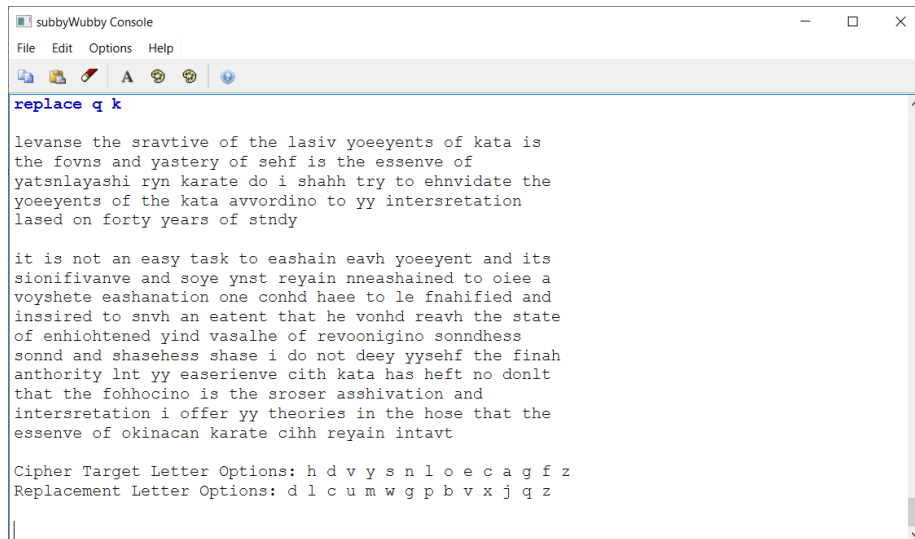 subbyWubby Console
File Edit Options Help
A
replace q k
levanse the sravtive of the lasiv yoeeyents of kata is
the fovns and yastery of sehf is the essenve of
yatsnlayashi ryn karate do i shahh try to ehnvidate the
yoeeyents of the kata avvordino to yy intersretation
lased on forty years of stndy
it is not an easy task to eashain eavh yoeeyent and its
sionifivanve and soye ynst reyain nneashained to oiee a
voyshete eashanation one conhd haee to le fnahified and
inssired to snvh an eatent that he vonhd reavh the state
of enhiohtened yind vasalhe of revoonigino sonndhess
sonnd and shasehess shase i do not deey yysehf the finah
anthority lnt yy easerienve cith kata has heft no donlt
that the fohhocino is the sroser asshivation and
intersretation i offer yy theories in the hose that the
essenve of okinacan karate cihh reyain intavt
Cipher Target Letter Options: h d v y s n l o e c a g f z
Replacement Letter Options: d l c u m w g p b v x j q z